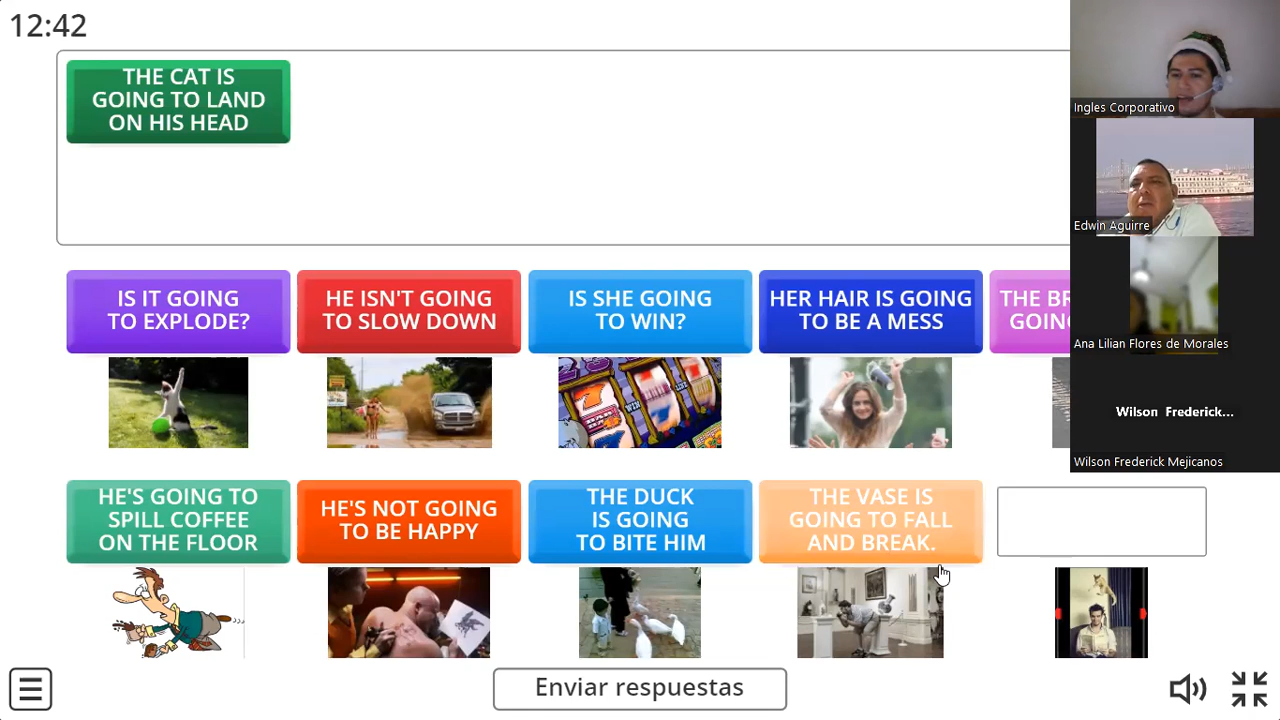 12:42
THE CAT IS
GOING TO LAND
ON HIS HEAD
IS IT GOING
TO EXPLODE?
HE ISN'T GOING
TO SLOW DOWN
IS SHE GOING
TO WIN?
HER HAIR IS GOING
TO BE A MESS
THE BR
GOING
HE'S GOING TO
SPILL COFFEE
ON THE FLOOR
HE'S NOT GOING
TO BE HAPPY
THE DUCK
IS GOING
TO BITE HIM
THE VASE IS
GOING TO FALL
AND BREAK.
Enviar respuestas
Ingles Corporativo
Edwin Aguirre
Ana Lilian Flores de Morales
Wilson Frederick...
Wilson Frederick Mejicanos